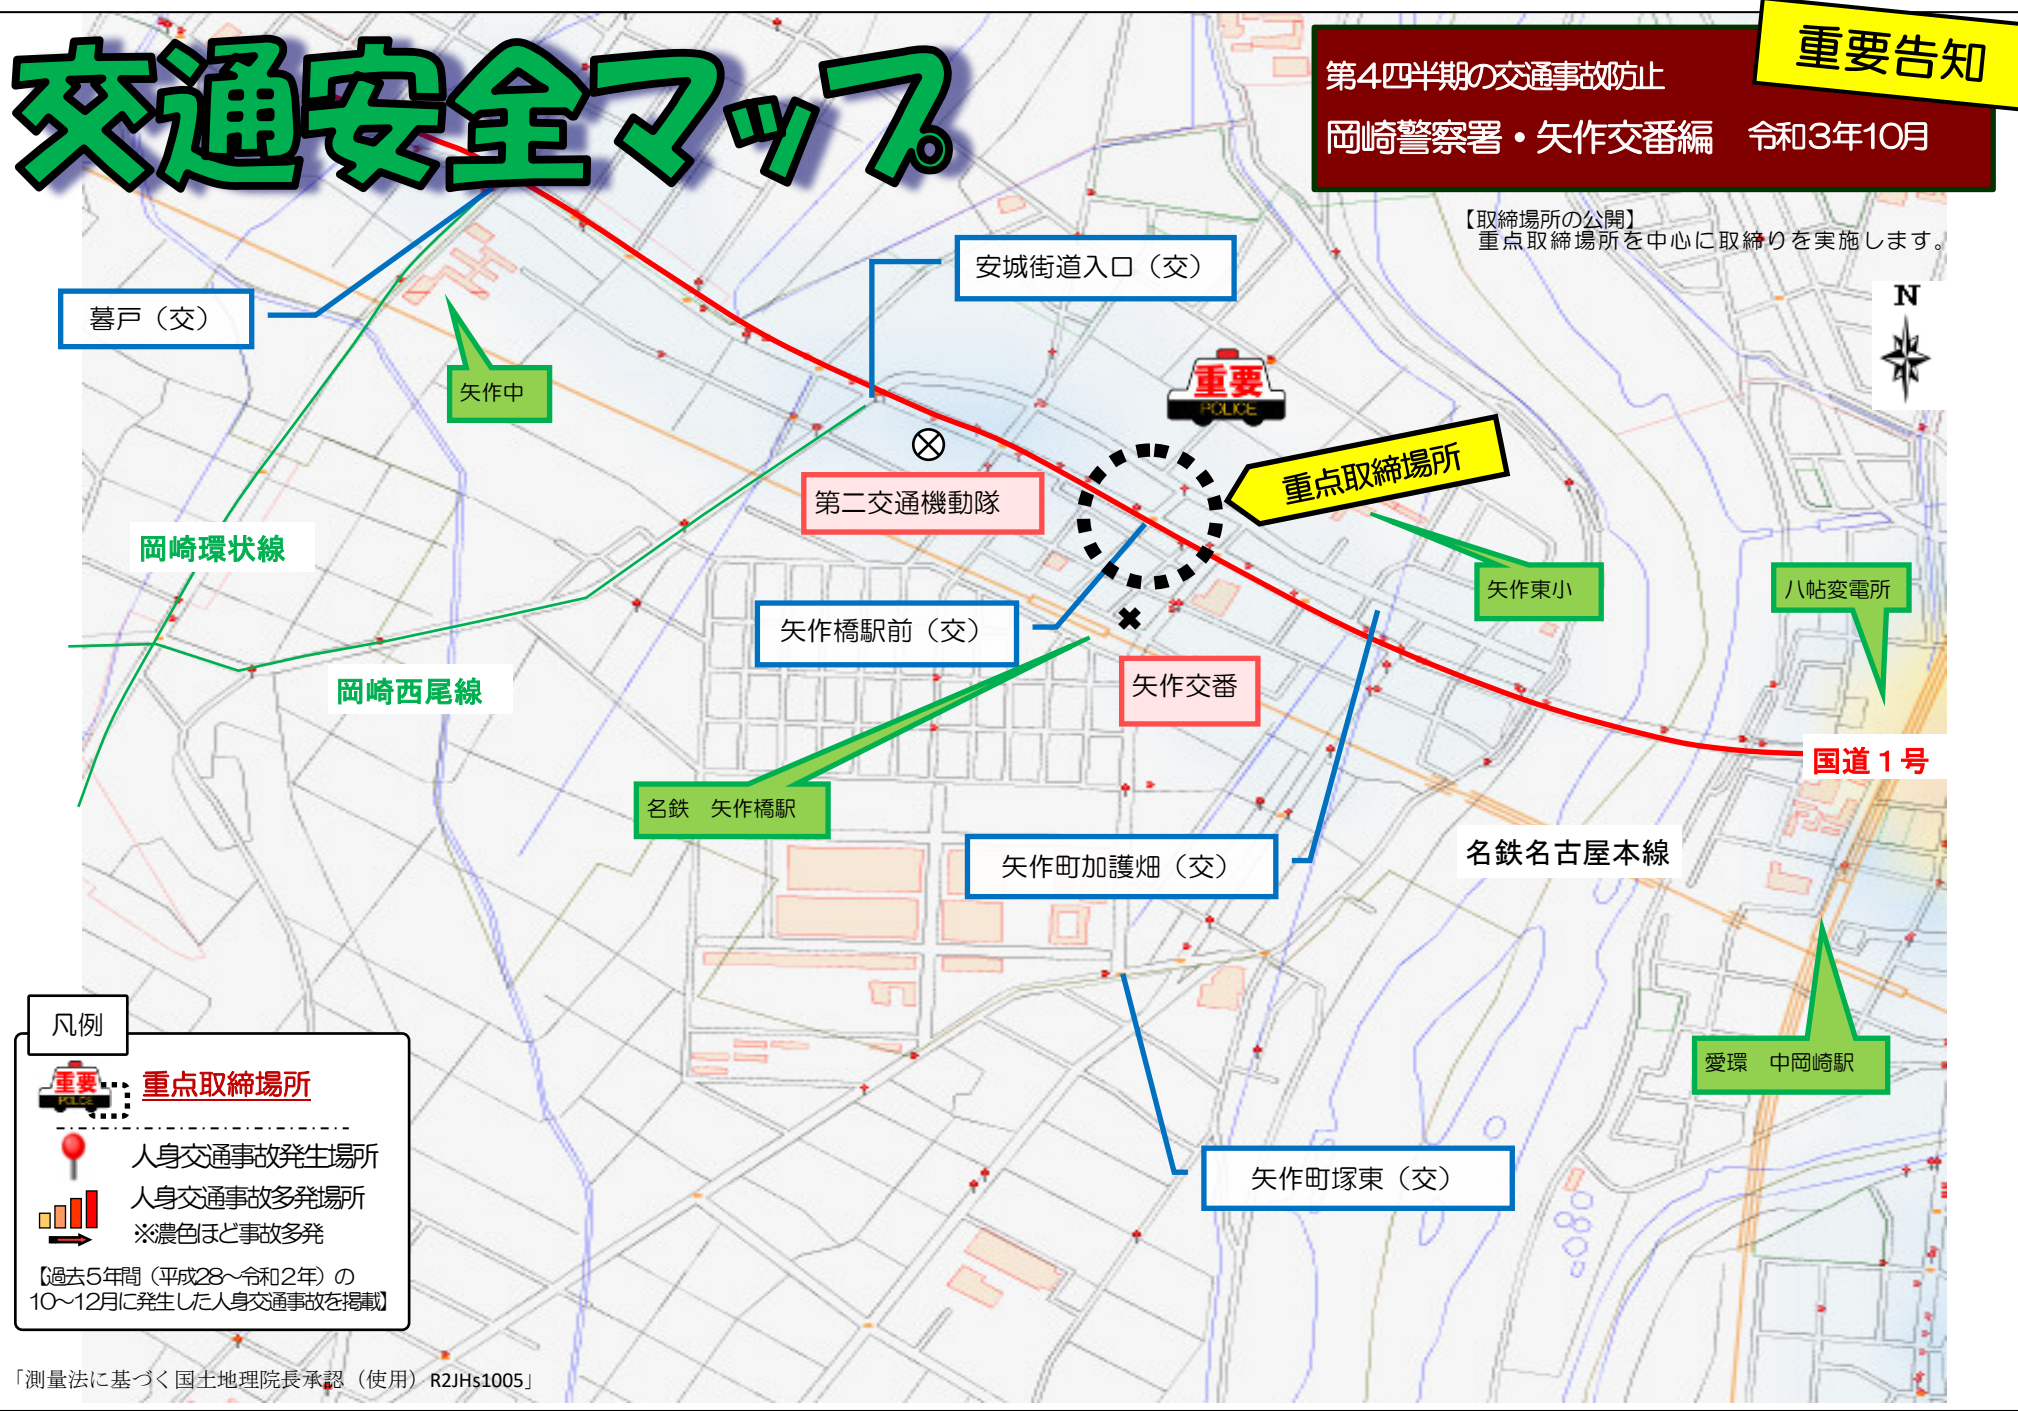 交通安全マップ
重要告知
第4四半期の交通事故防止
岡崎警察署・矢作交番編　令和3年10月
【取締場所の公開】
重点取締場所を中心に取締りを実施します。
N
安城街道入口（交）
暮戸（交）
矢作中
重要
POLICE
重点取締場所
第二交通機動隊
岡崎環状線
矢作東小
八帖変電所
矢作橋駅前（交）
岡崎西尾線
矢作交番
国道１号
名鉄　矢作橋駅
矢作町加護畑（交）
名鉄名古屋本線
愛環　中岡崎駅
矢作町塚東（交）
凡例
重要
POLICE
重点取締場所
人身交通事故発生場所
人身交通事故多発場所
※濃色ほど事故多発
【過去5年間（平成28～令和2年）の
10～12月に発生した人身交通事故を掲載】
「測量法に基づく国土地理院長承認（使用）R2JHs1005」